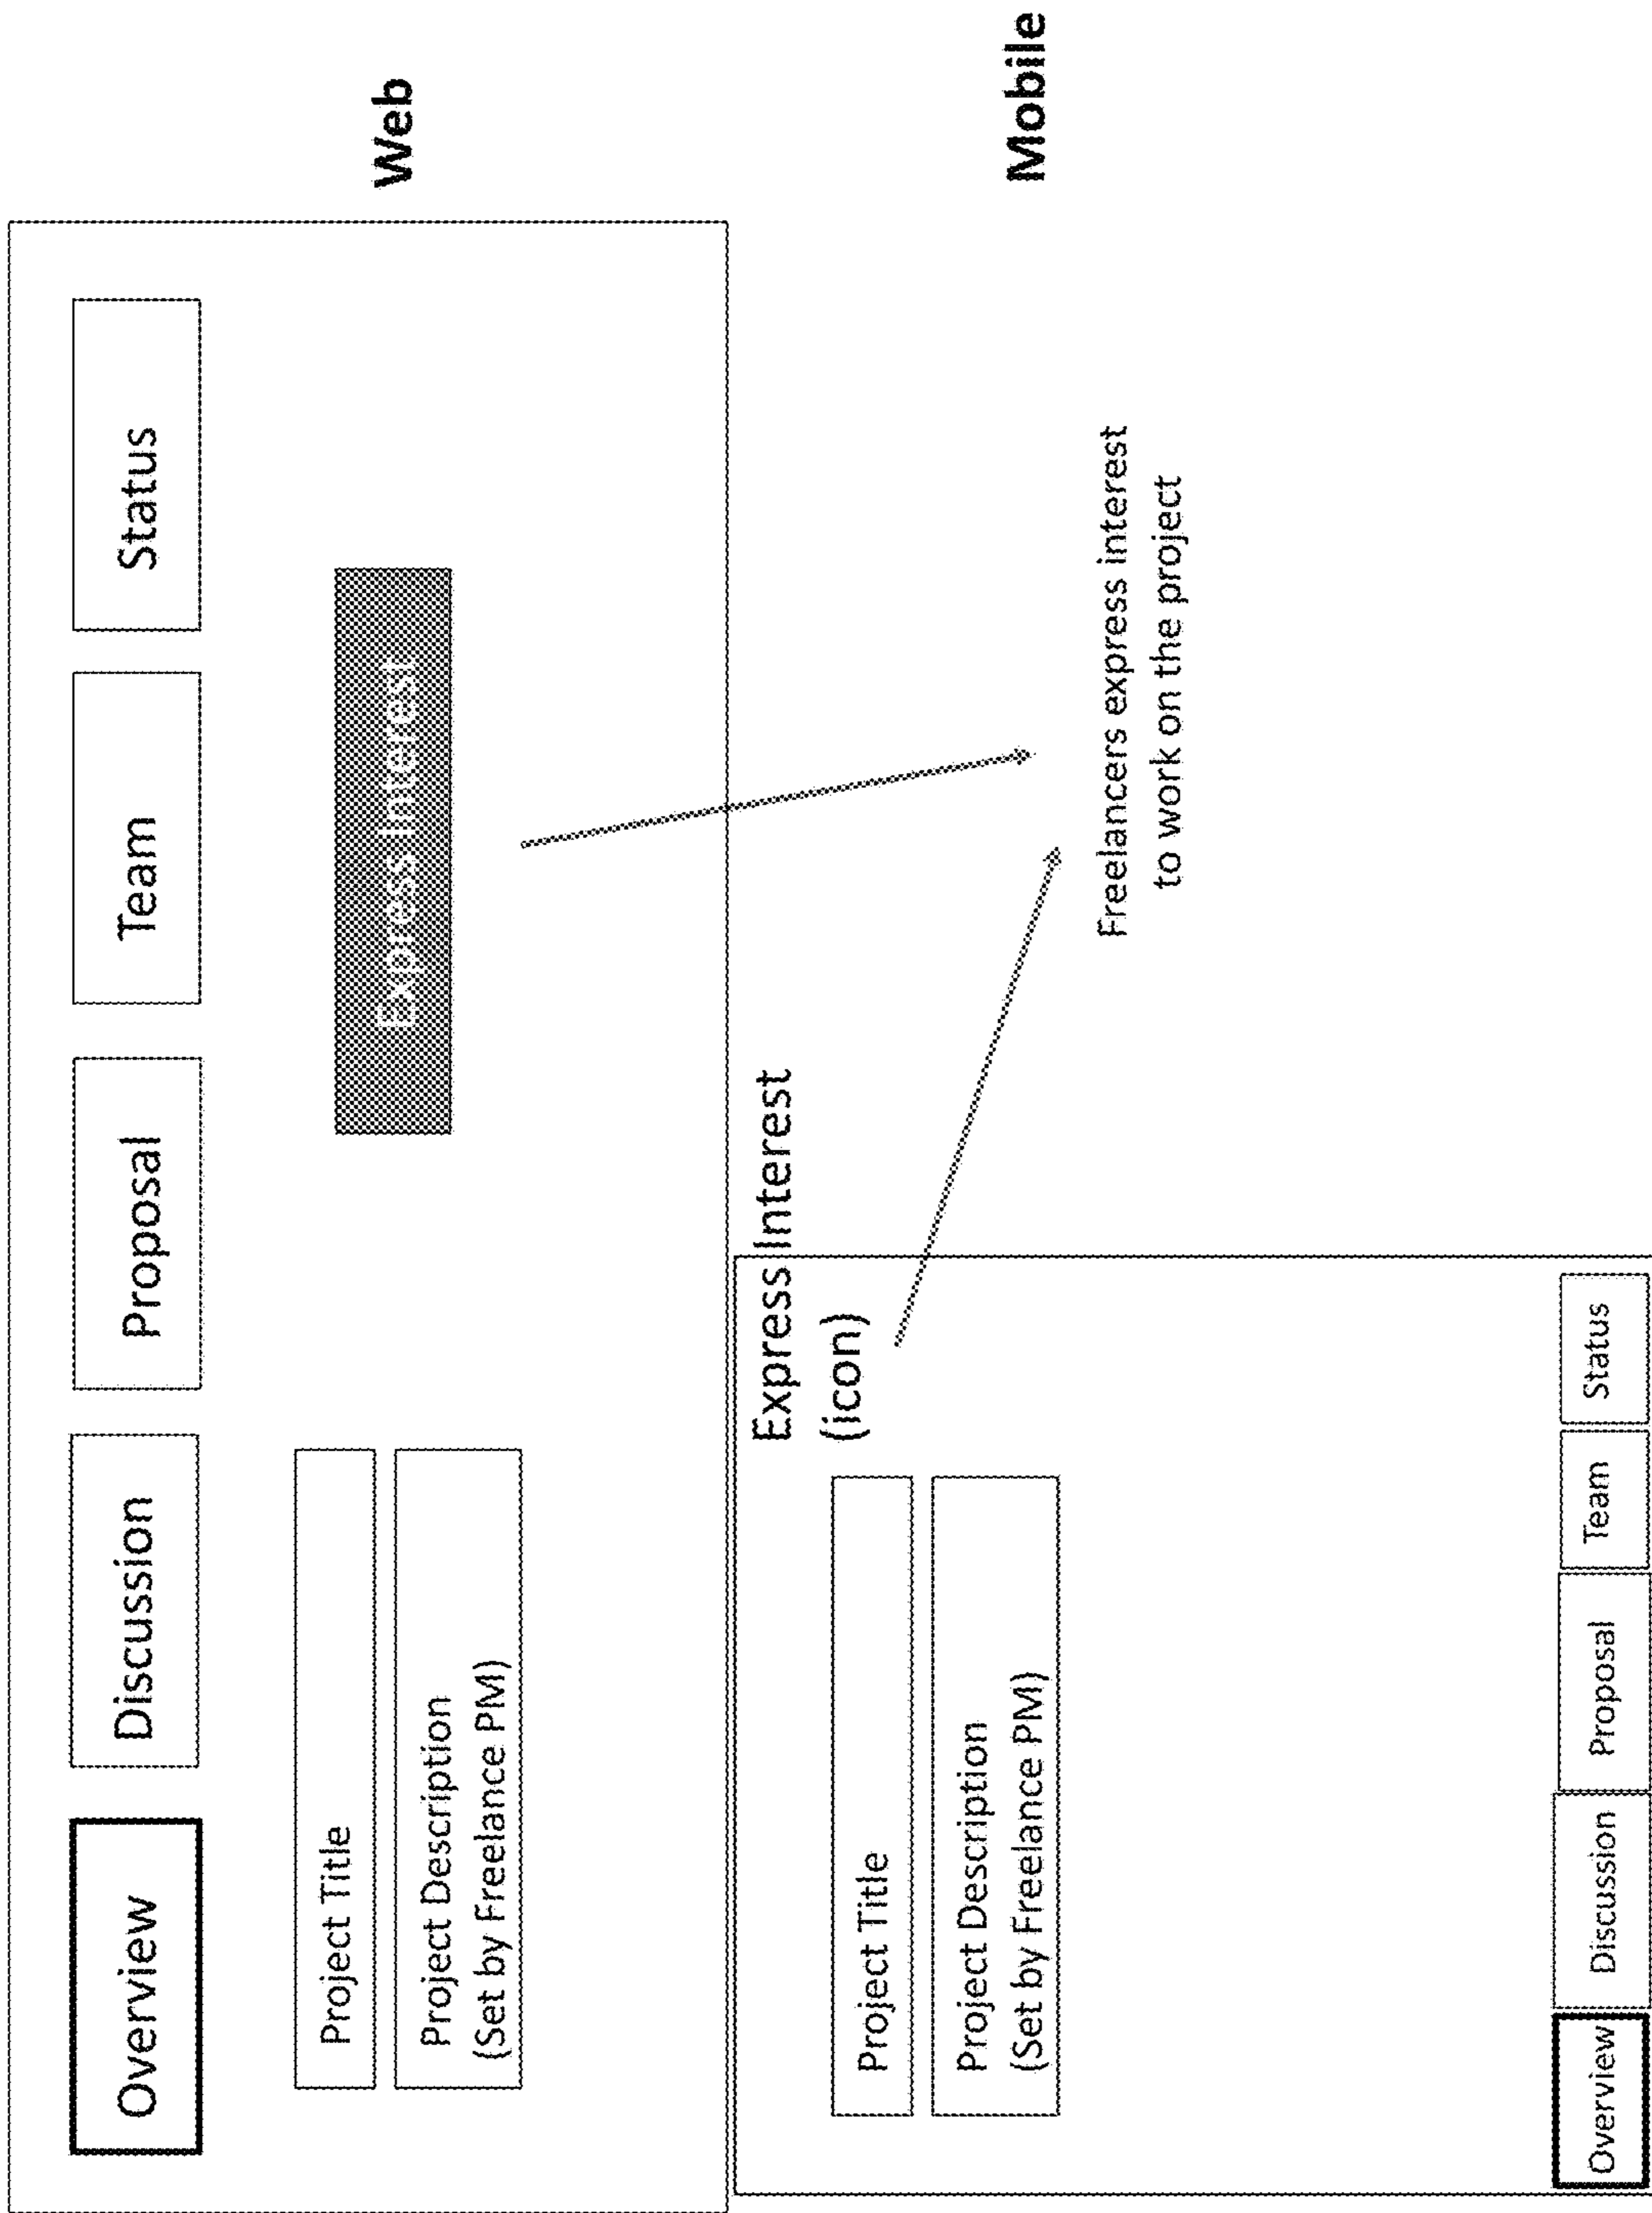 Overview
Discussion
Proposal
Team
Status
Web
Project Title
Project Description
(Set by Freelance PM)
Express Interest
Express Interest
(icon)
Mobile
Project Title
Project Description
(Set by Freelance PM)
Freelancers express interest
to work on the project
Overview
Discussion
Proposal
Team
Status